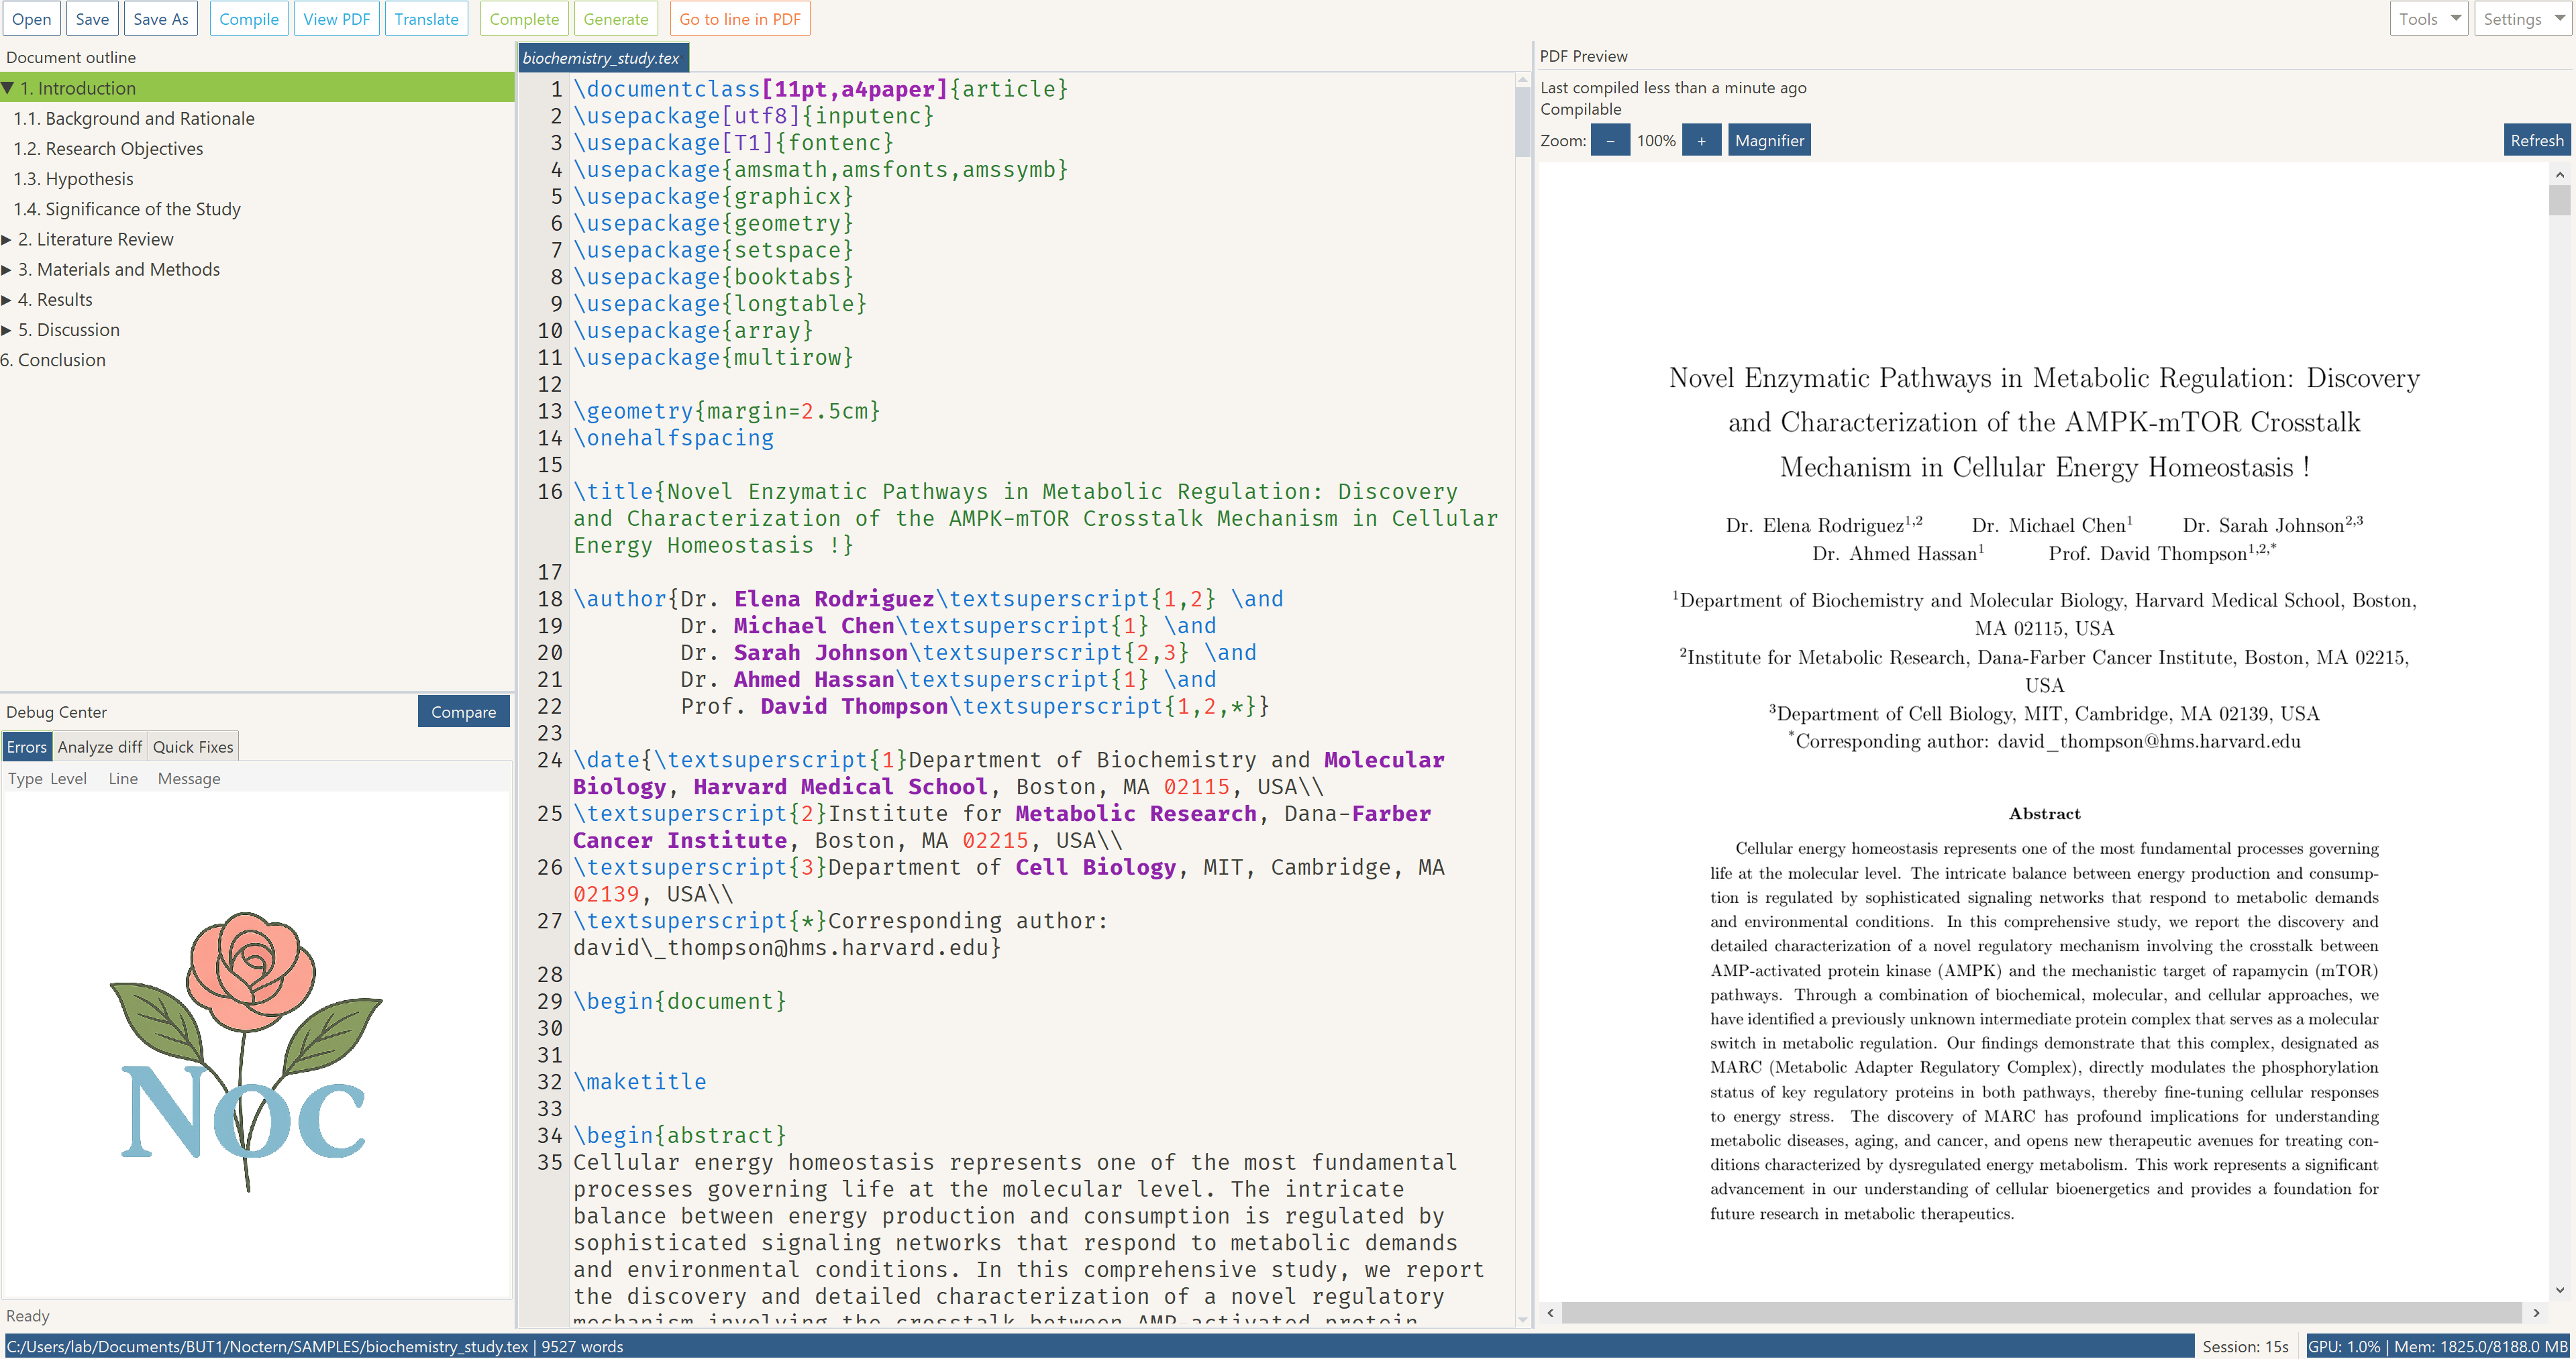 Open Save Save As Compile View PDF Translate Complete Generate Go to line in PDF Tools Settings
Document outline
1. Introduction
1.1. Background and Rationale
1.2. Research Objectives
1.3. Hypothesis
1.4. Significance of the Study
2. Literature Review
3. Materials and Methods
4. Results
5. Discussion
6. Conclusion
Debug Center Compare
Errors Analyze diff Quick Fixes
Type Level Line Message
Noc
Ready
biochemistry_study.tex
1 \documentclass[11pt,a4paper]{article}
2 \usepackage[utf8]{inputenc}
3 \usepackage[T1]{fontenc}
4 \usepackage{amsmath,amsfonts,amssymb}
5 \usepackage{graphicx}
6 \usepackage{geometry}
7 \usepackage{setspace}
8 \usepackage{booktabs}
9 \usepackage{longtable}
10 \usepackage{array}
11 \usepackage{multirow}
12
13 \geometry{margin=2.5cm}
14 \onehalfspacing
15
16 \title{Novel Enzymatic Pathways in Metabolic Regulation: Discovery
and Characterization of the AMPK-mTOR Crosstalk Mechanism in Cellular
Energy Homeostasis !}
17
18 \author{Dr. Elena Rodriguez\textsuperscript{1,2} \and
19 Dr. Michael Chen\textsuperscript{1} \and
20 Dr. Sarah Johnson\textsuperscript{2,3} \and
21 Dr. Ahmed Hassan\textsuperscript{1} \and
22 Prof. David Thompson\textsuperscript{1,2,*}}
23
24 \date{\textsuperscript{1}Department of Biochemistry and Molecular
Biology, Harvard Medical School, Boston, MA 02115, USA\\
25 \textsuperscript{2}Institute for Metabolic Research, Dana-Farber
Cancer Institute, Boston, MA 02215, USA\\
26 \textsuperscript{3}Department of Cell Biology, MIT, Cambridge, MA
02139, USA\\
27 \textsuperscript{*}Corresponding author:
david\_thompson@hms.harvard.edu}
28
29 \begin{document}
30
31
32 \maketitle
33
34 \begin{abstract}
35 Cellular energy homeostasis represents one of the most fundamental
processes governing life at the molecular level. The intricate
balance between energy production and consumption is regulated by
sophisticated signaling networks that respond to metabolic demands
and environmental conditions. In this comprehensive study, we report
the discovery and detailed characterization of a novel regulatory
mechanism involving the crosstalk between AMP-activated protein
PDF Preview
Last compiled less than a minute ago
Compilable
Zoom: – 100% + Magnifier Refresh
Novel Enzymatic Pathways in Metabolic Regulation: Discovery
and Characterization of the AMPK-mTOR Crosstalk
Mechanism in Cellular Energy Homeostasis !
Dr. Elena Rodriguez1,2 Dr. Michael Chen1 Dr. Sarah Johnson2,3
Dr. Ahmed Hassan1 Prof. David Thompson1,2,*
1Department of Biochemistry and Molecular Biology, Harvard Medical School, Boston,
MA 02115, USA
2Institute for Metabolic Research, Dana-Farber Cancer Institute, Boston, MA 02215,
USA
3Department of Cell Biology, MIT, Cambridge, MA 02139, USA
*Corresponding author: david_thompson@hms.harvard.edu
Abstract
Cellular energy homeostasis represents one of the most fundamental processes governing
life at the molecular level. The intricate balance between energy production and consump-
tion is regulated by sophisticated signaling networks that respond to metabolic demands
and environmental conditions. In this comprehensive study, we report the discovery and
detailed characterization of a novel regulatory mechanism involving the crosstalk between
AMP-activated protein kinase (AMPK) and the mechanistic target of rapamycin (mTOR)
pathways. Through a combination of biochemical, molecular, and cellular approaches, we
have identified a previously unknown intermediate protein complex that serves as a molecular
switch in metabolic regulation. Our findings demonstrate that this complex, designated as
MARC (Metabolic Adapter Regulatory Complex), directly modulates the phosphorylation
status of key regulatory proteins in both pathways, thereby fine-tuning cellular responses
to energy stress. The discovery of MARC has profound implications for understanding
metabolic diseases, aging, and cancer, and opens new therapeutic avenues for treating con-
ditions characterized by dysregulated energy metabolism. This work represents a significant
advancement in our understanding of cellular bioenergetics and provides a foundation for
future research in metabolic therapeutics.
C:/Users/lab/Documents/BUT1/Noctern/SAMPLES/biochemistry_study.tex | 9527 words Session: 15s GPU: 1.0% | Mem: 1825.0/8188.0 MB